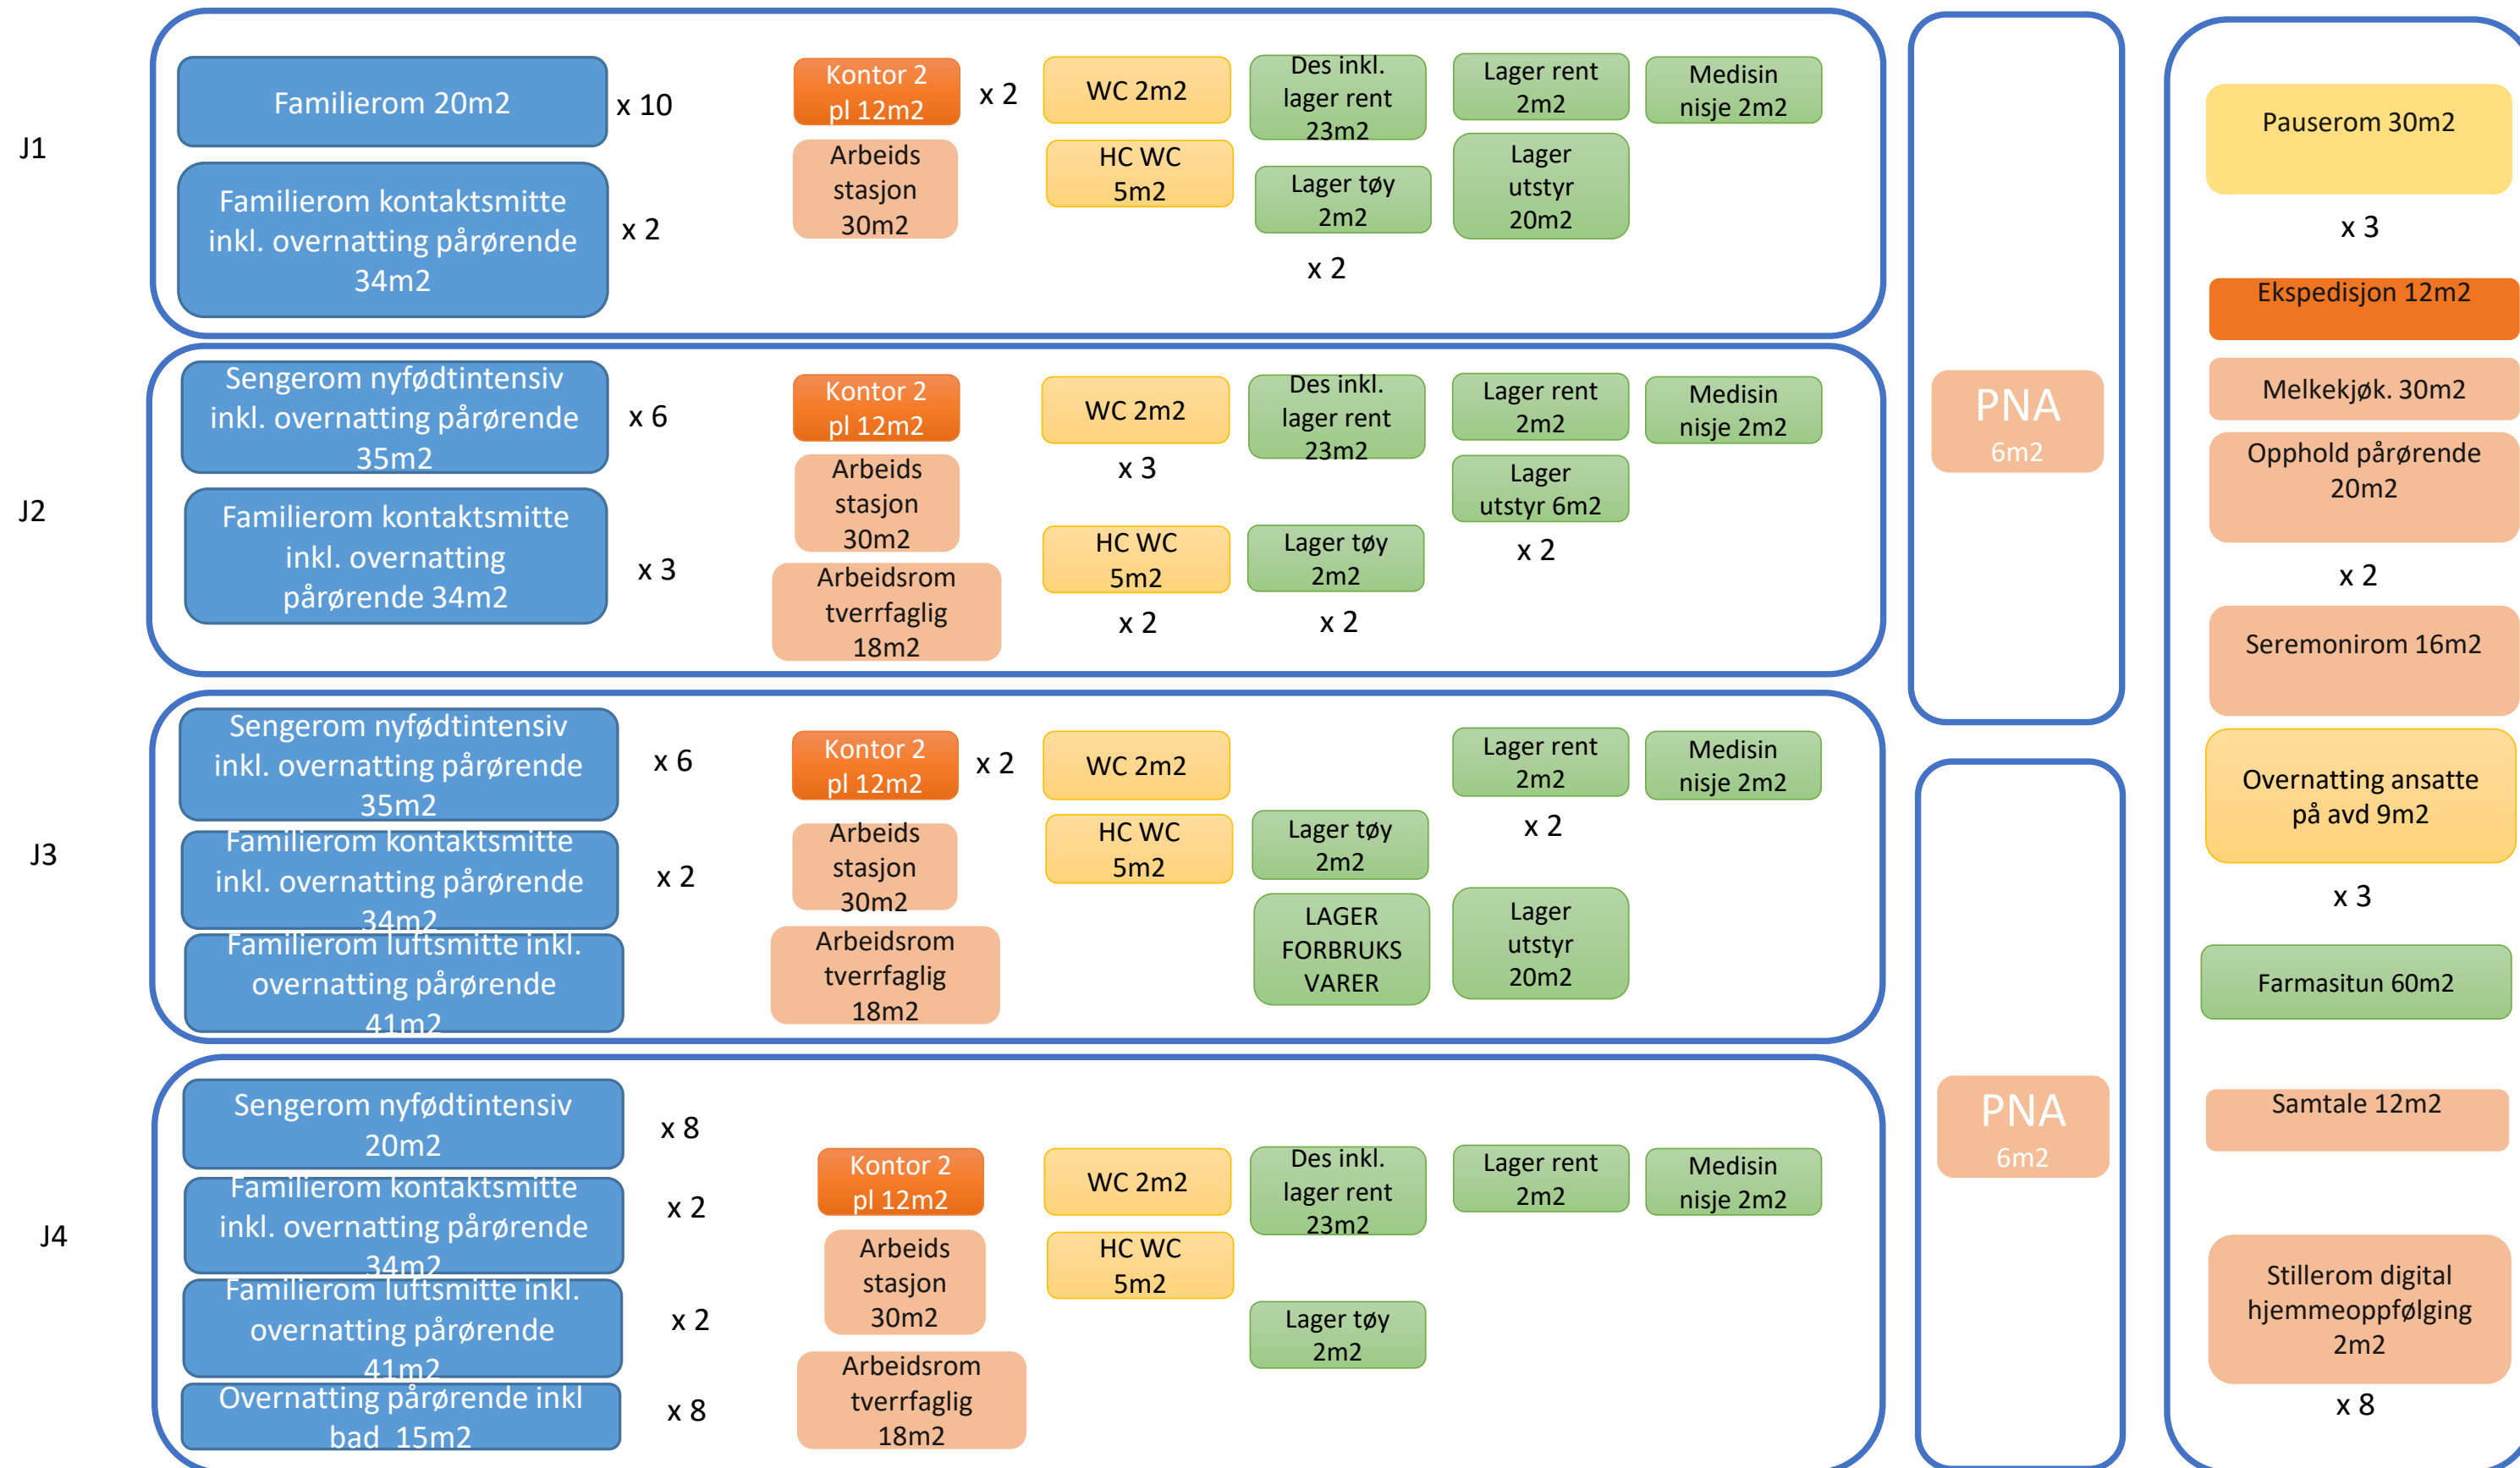 J1
Familierom 20m2
x 10
Familierom kontaktsmitte
inkl. overnatting pårørende
34m2
x 2
Kontor 2
pl 12m2
x 2
Arbeids
stasjon
30m2
WC 2m2
HC WC
5m2
Des inkl.
lager rent
23m2
Lager tøy
2m2
x 2
Lager rent
2m2
Lager
utstyr
20m2
Medisin
nisje 2m2
J2
Sengerom nyfødtintensiv
inkl. overnatting pårørende
35m2
x 6
Familierom kontaktsmitte
inkl. overnatting
pårørende 34m2
x 3
Kontor 2
pl 12m2
Arbeids
stasjon
30m2
Arbeidsrom
tverrfaglig
18m2
WC 2m2
x 3
HC WC
5m2
x 2
Des inkl.
lager rent
23m2
Lager tøy
2m2
x 2
Lager rent
2m2
Lager
utstyr 6m2
x 2
Medisin
nisje 2m2
J3
Sengerom nyfødtintensiv
inkl. overnatting pårørende
35m2
x 6
Familierom kontaktsmitte
inkl. overnatting pårørende
34m2
x 2
Familierom luftsmitte inkl.
overnatting pårørende
41m2
Kontor 2
pl 12m2
x 2
Arbeids
stasjon
30m2
Arbeidsrom
tverrfaglig
18m2
WC 2m2
HC WC
5m2
Lager tøy
2m2
LAGER
FORBRUKS
VARER
Lager rent
2m2
x 2
Lager
utstyr
20m2
Medisin
nisje 2m2
J4
Sengerom nyfødtintensiv
20m2
x 8
Familierom kontaktsmitte
inkl. overnatting pårørende
34m2
x 2
Familierom luftsmitte inkl.
overnatting pårørende
41m2
x 2
Overnatting pårørende inkl
bad 15m2
x 8
Kontor 2
pl 12m2
Arbeids
stasjon
30m2
Arbeidsrom
tverrfaglig
18m2
WC 2m2
HC WC
5m2
Des inkl.
lager rent
23m2
Lager tøy
2m2
Lager rent
2m2
Medisin
nisje 2m2
PNA
6m2
PNA
6m2
Pauserom 30m2
x 3
Ekspedisjon 12m2
Melkekjøk. 30m2
Opphold pårørende
20m2
x 2
Seremonirom 16m2
Overnatting ansatte
på avd 9m2
x 3
Farmasitun 60m2
Samtale 12m2
Stillerom digital
hjemmeoppfølging
2m2
x 8